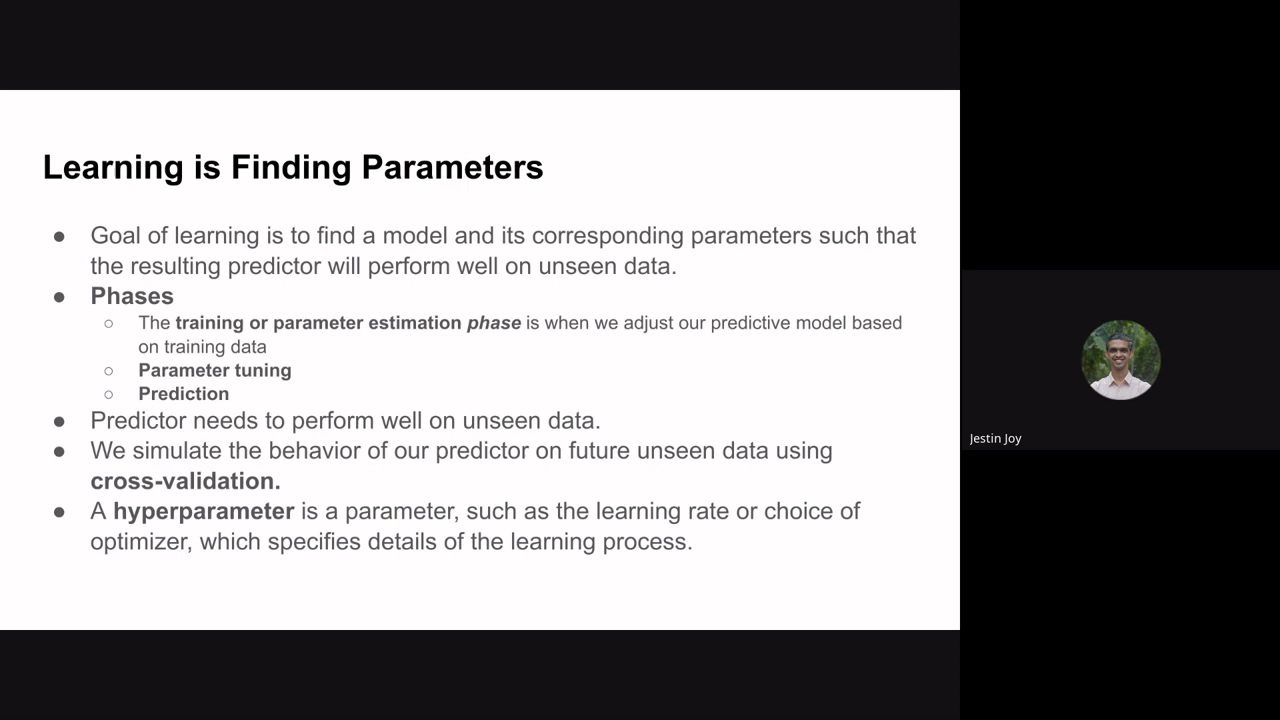 Learning is Finding Parameters
● Goal of learning is to find a model and its corresponding parameters such that
the resulting predictor will perform well on unseen data.
● Phases
○ The training or parameter estimation phase is when we adjust our predictive model based
on training data
○ Parameter tuning
○ Prediction
● Predictor needs to perform well on unseen data.
● We simulate the behavior of our predictor on future unseen data using
cross-validation.
● A hyperparameter is a parameter, such as the learning rate or choice of
optimizer, which specifies details of the learning process.
Jestin Joy